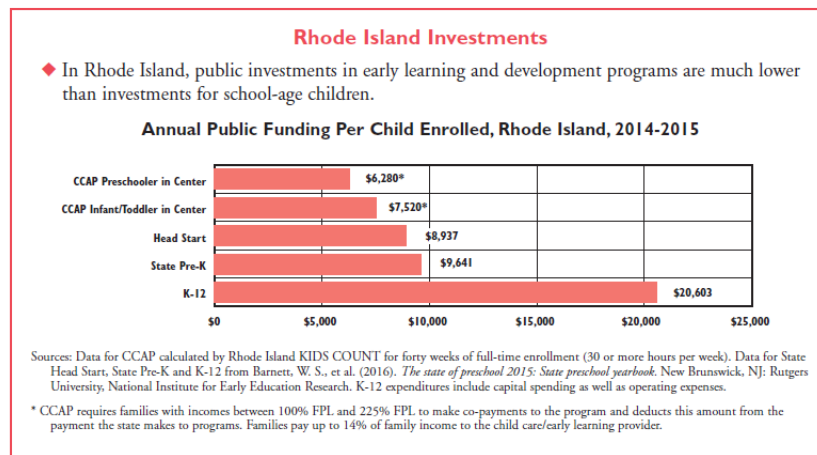 Rhode Island Investments
◆ In Rhode Island, public investments in early learning and development programs are much lower
than investments for school-age children.
Annual Public Funding Per Child Enrolled, Rhode Island, 2014-2015
CCAP Preschooler in Center $6,280*
CCAP Infant/Toddler in Center $7,520*
Head Start $8,937
State Pre-K $9,641
K-12 $20,603
$0 $5,000 $10,000 $15,000 $20,000 $25,000
Sources: Data for CCAP calculated by Rhode Island KIDS COUNT for forty weeks of full-time enrollment (30 or more hours per week). Data for State
Head Start, State Pre-K and K-12 from Barnett, W. S., et al. (2016). The state of preschool 2015: State preschool yearbook. New Brunswick, NJ: Rutgers
University, National Institute for Early Education Research. K-12 expenditures include capital spending as well as operating expenses.
* CCAP requires families with incomes between 100% FPL and 225% FPL to make co-payments to the program and deducts this amount from the
payment the state makes to programs. Families pay up to 14% of family income to the child care/early learning provider.